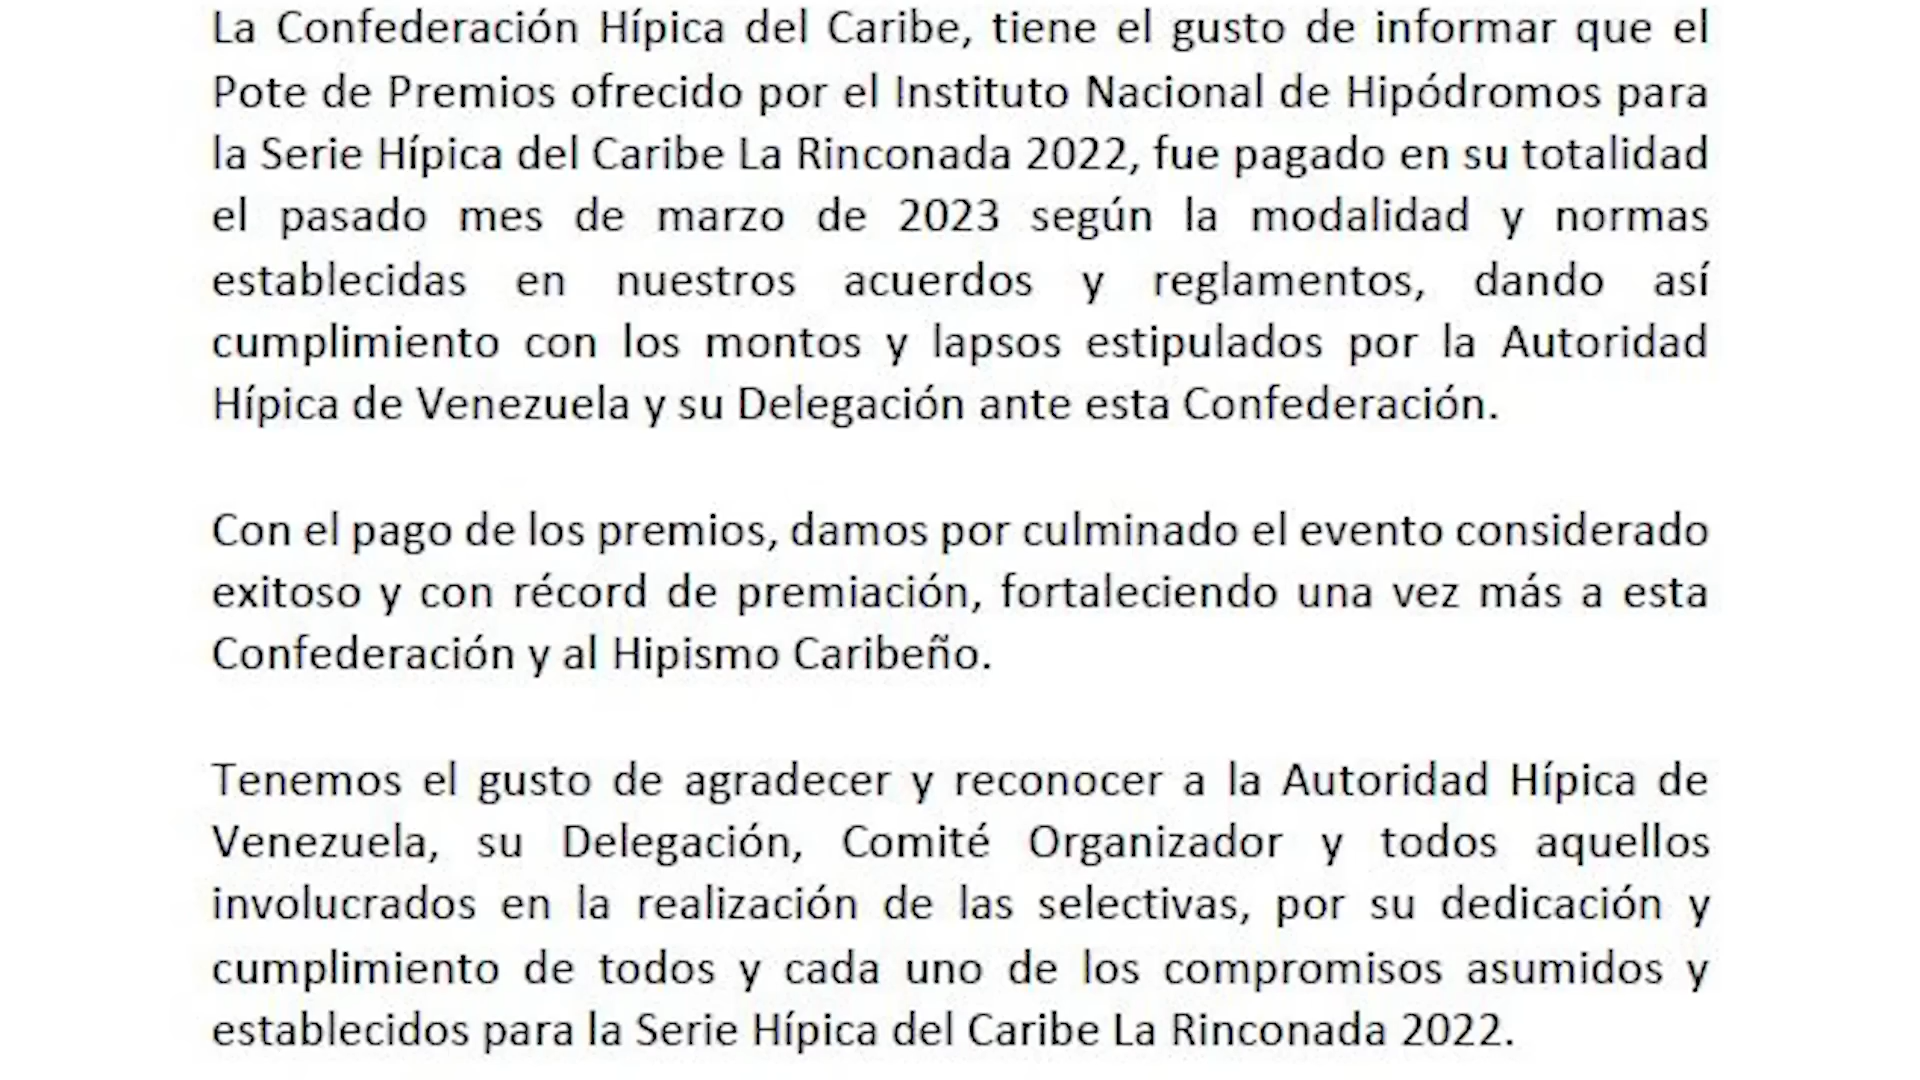 La Confederación Hípica del Caribe, tiene el gusto de informar que el
Pote de Premios ofrecido por el Instituto Nacional de Hipódromos para
la Serie Hípica del Caribe La Rinconada 2022, fue pagado en su totalidad
el pasado mes de marzo de 2023 según la modalidad y normas
establecidas en nuestros acuerdos y reglamentos, dando así
cumplimiento con los montos y lapsos estipulados por la Autoridad
Hípica de Venezuela y su Delegación ante esta Confederación.
Con el pago de los premios, damos por culminado el evento considerado
exitoso y con récord de premiación, fortaleciendo una vez más a esta
Confederación y al Hipismo Caribeño.
Tenemos el gusto de agradecer y reconocer a la Autoridad Hípica de
Venezuela, su Delegación, Comité Organizador y todos aquellos
involucrados en la realización de las selectivas, por su dedicación y
cumplimiento de todos y cada uno de los compromisos asumidos y
establecidos para la Serie Hípica del Caribe La Rinconada 2022.